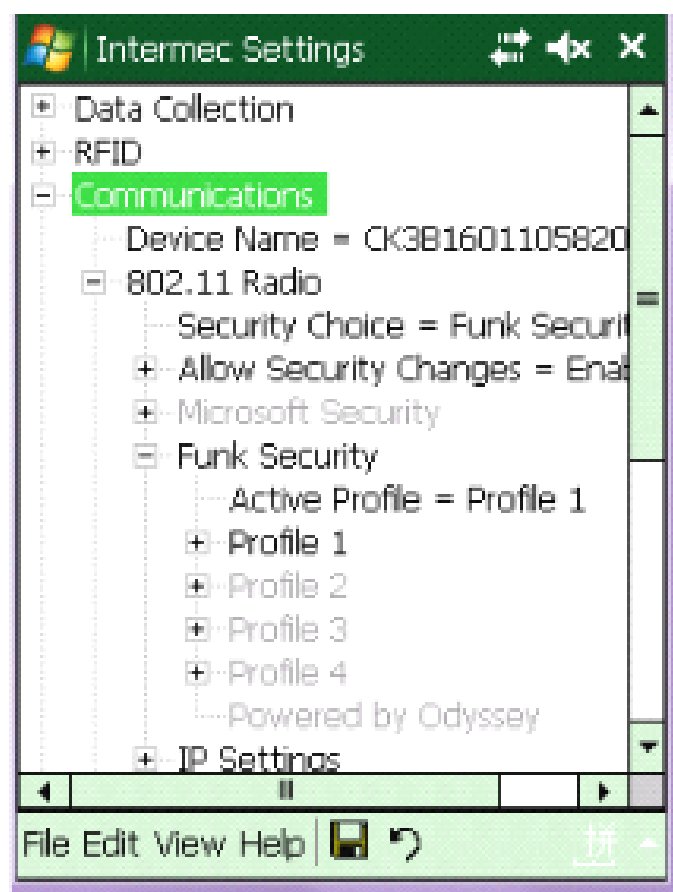 Intermec Settings
Data Collection
RFID
Communications
Device Name = CK3B1601105820
802.11 Radio
Security Choice = Funk Securit
Allow Security Changes = Enab
Microsoft Security
Funk Security
Active Profile = Profile 1
Profile 1
Profile 2
Profile 3
Profile 4
Powered by Odyssey
IP Settings
File Edit View Help 拼